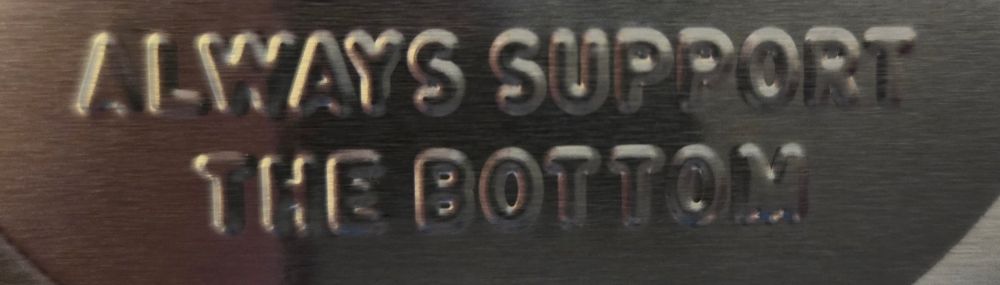 ALWAYS SUPPORT
THE BOTTOM